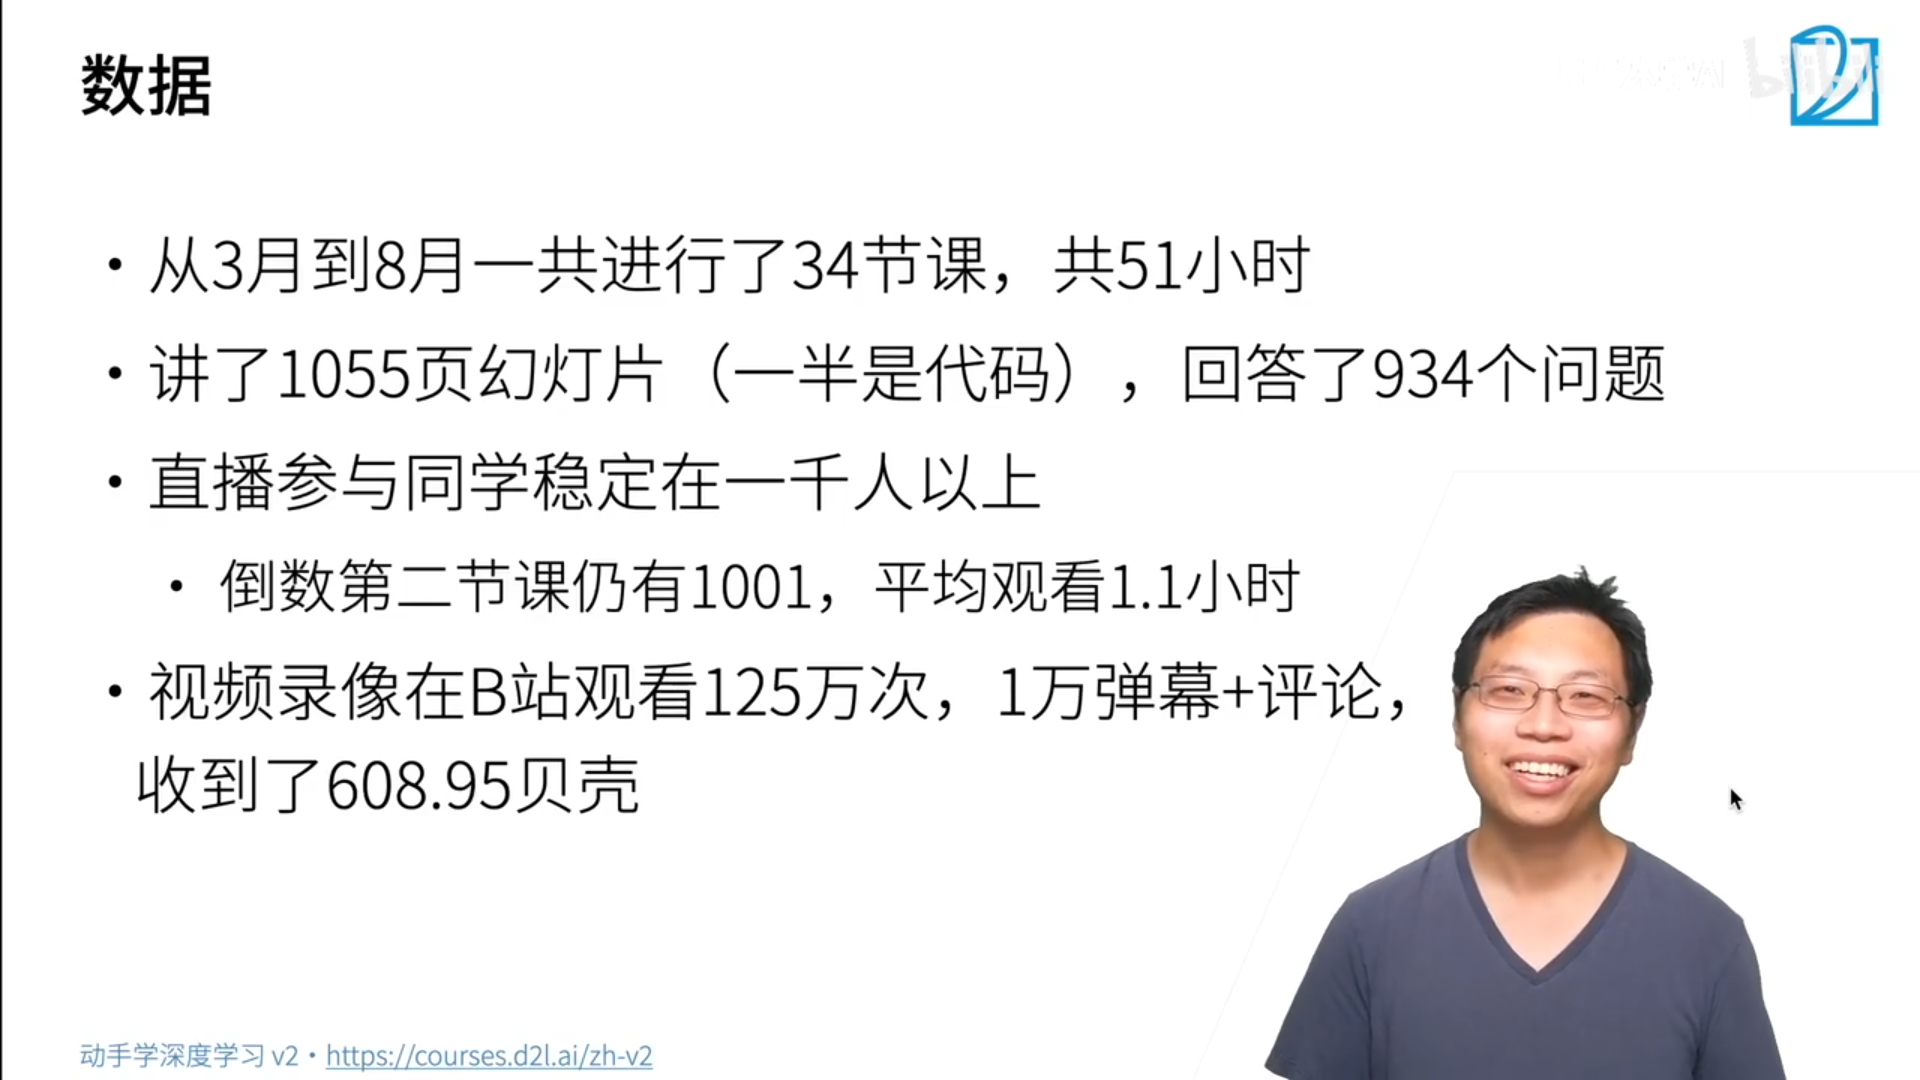 数据
• 从3月到8月一共进行了34节课，共51小时
• 讲了1055页幻灯片（一半是代码），回答了934个问题
• 直播参与同学稳定在一千人以上
• 倒数第二节课仍有1001，平均观看1.1小时
• 视频录像在B站观看125万次，1万弹幕+评论，
收到了608.95贝壳
动手学深度学习 v2 • https://courses.d2l.ai/zh-v2